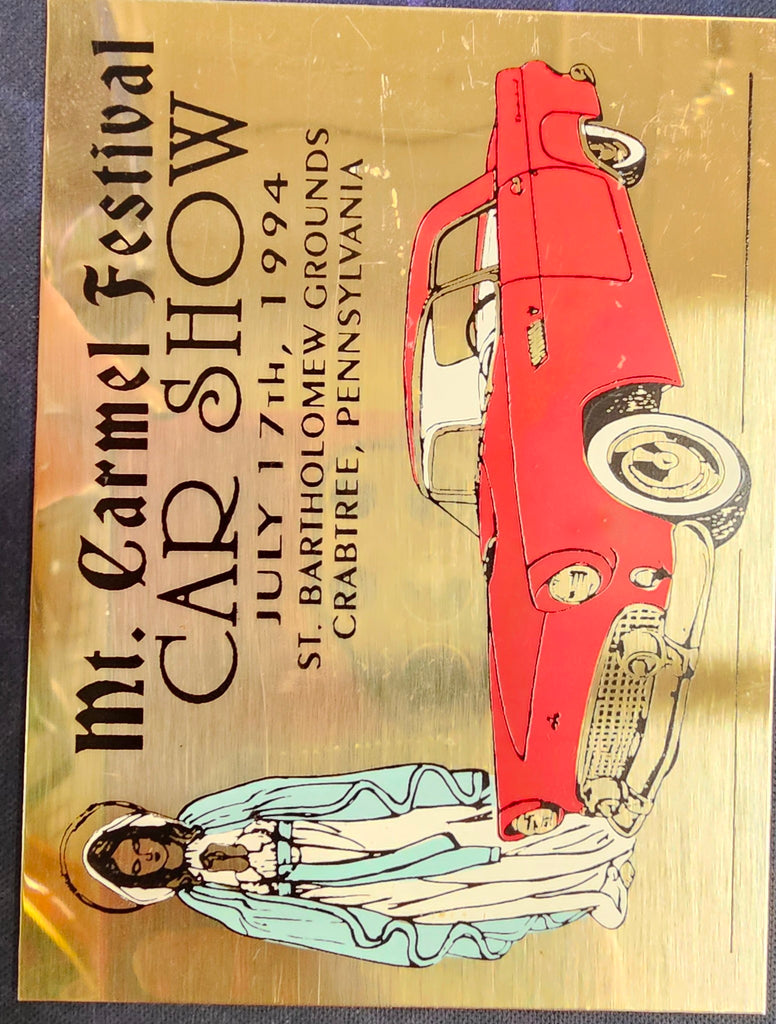 Mt. Carmel Festival
CAR SHOW
JULY 17TH, 1994
ST. BARTHOLOMEW GROUNDS
CRABTREE, PENNSYLVANIA